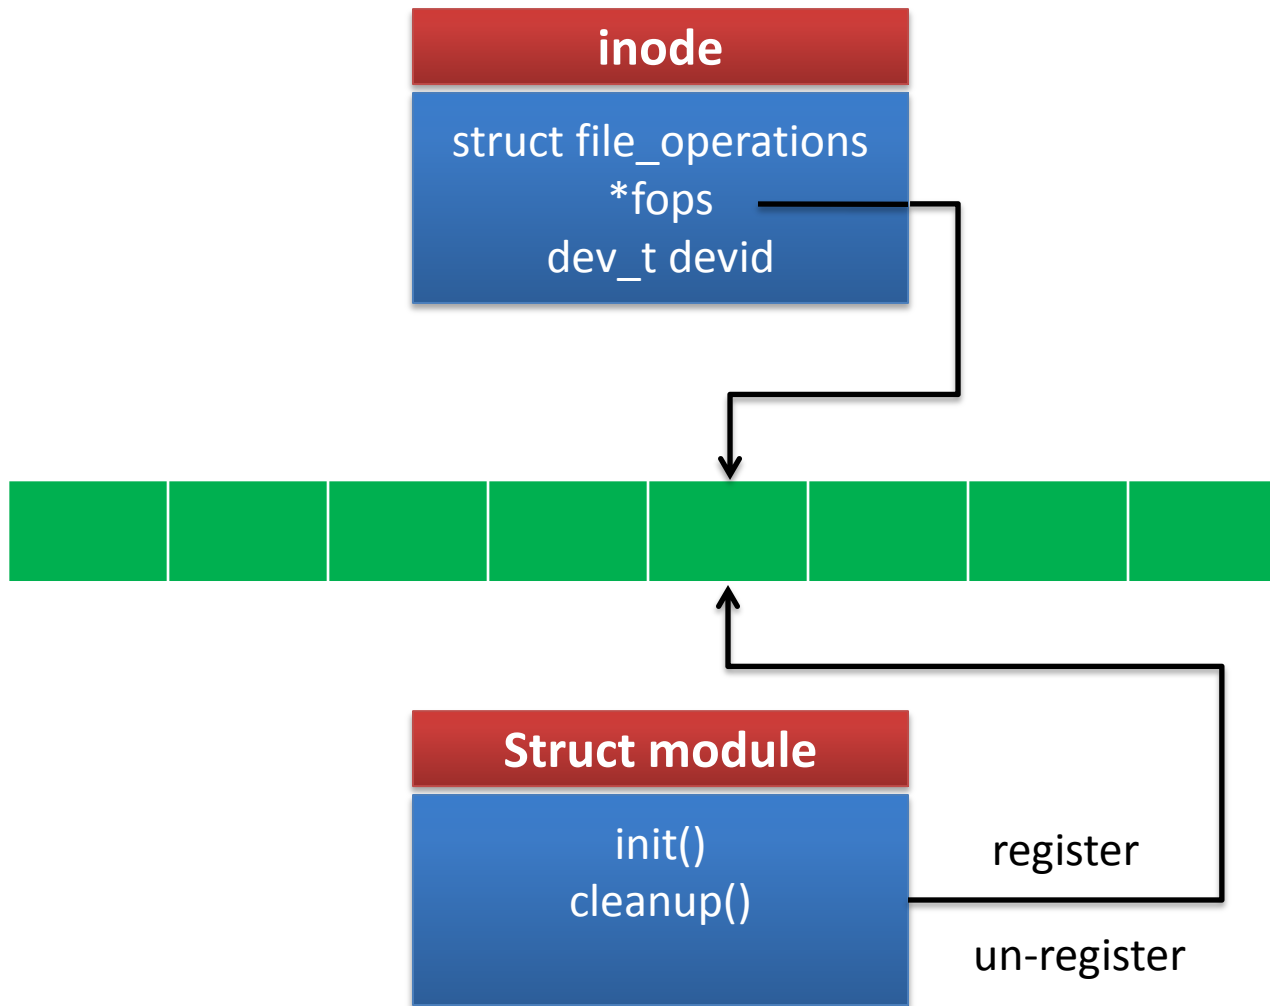 inode
struct file_operations
*fops
dev_t devid
Struct module
init()
cleanup()
register
un-register